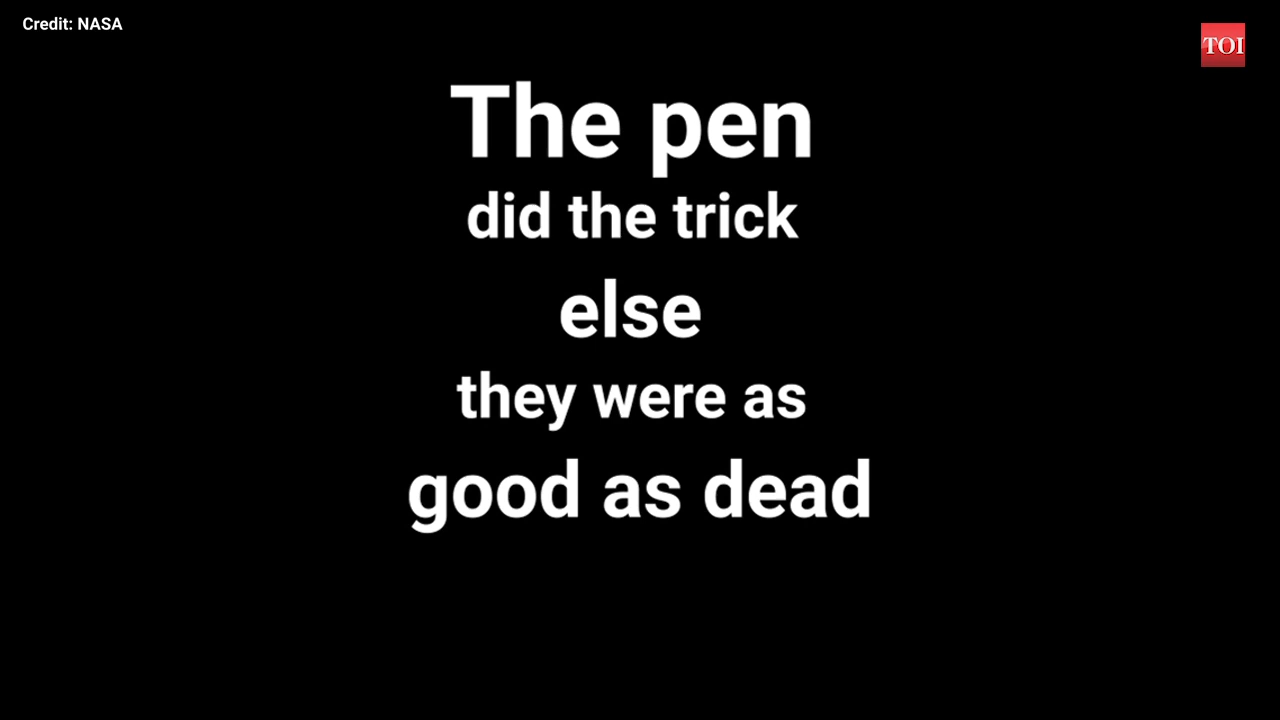 Credit: NASA
TOI
The pen
did the trick
else
they were as
good as dead